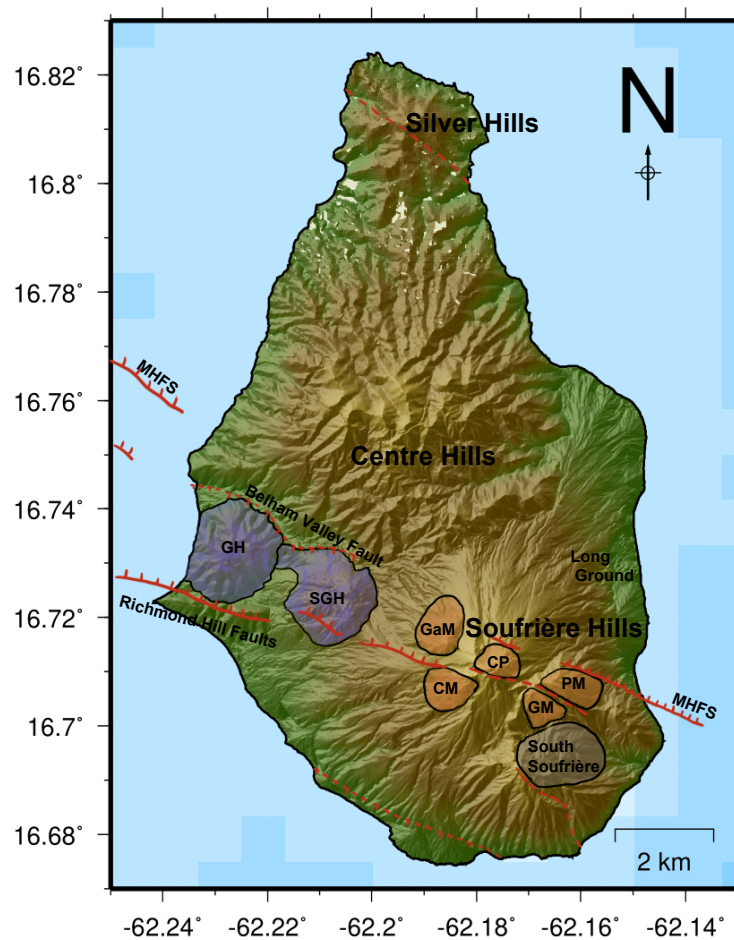 16.82°
N
Silver Hills
16.8°
16.78°
MHFS
16.76°
Centre Hills
16.74°
Belham Valley Fault
GH
Long
Ground
SGH
16.72°
Richmond Hill Faults
GaM
Soufrière Hills
CP
CM
PM
GM
MHFS
16.7°
South
Soufrière
16.68°
2 km
-62.24° -62.22° -62.2° -62.18° -62.16° -62.14°